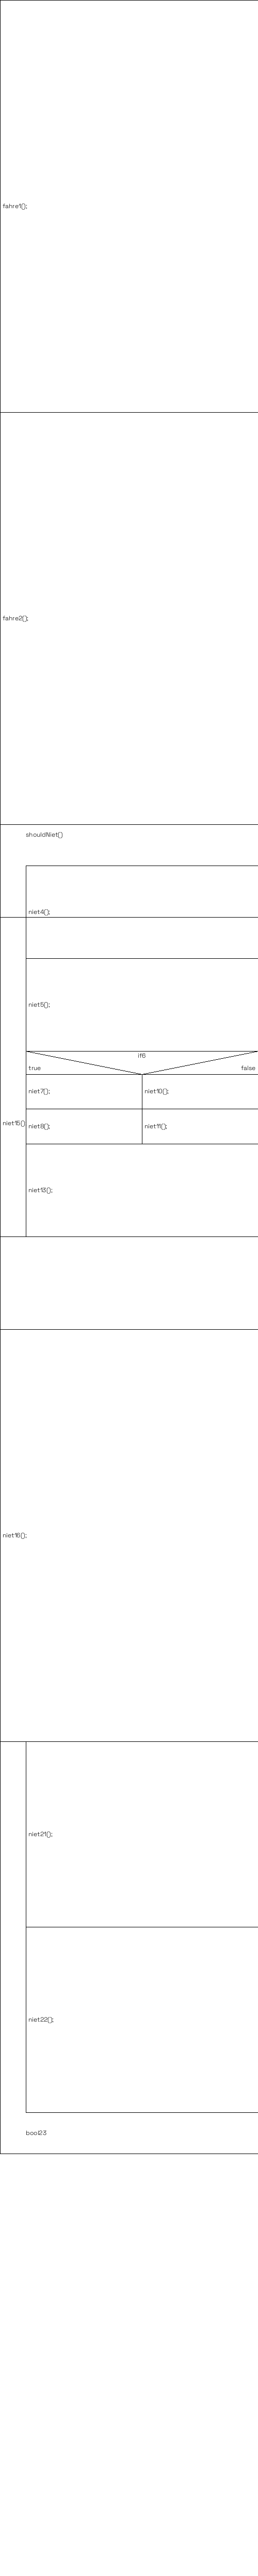 fahre1();
fahre2();
shouldNiet()
niet4();
niet5();
if6
true
false
niet7();
niet10();
niet15()
niet8();
niet11();
niet13();
niet16();
niet21();
niet22();
bool23